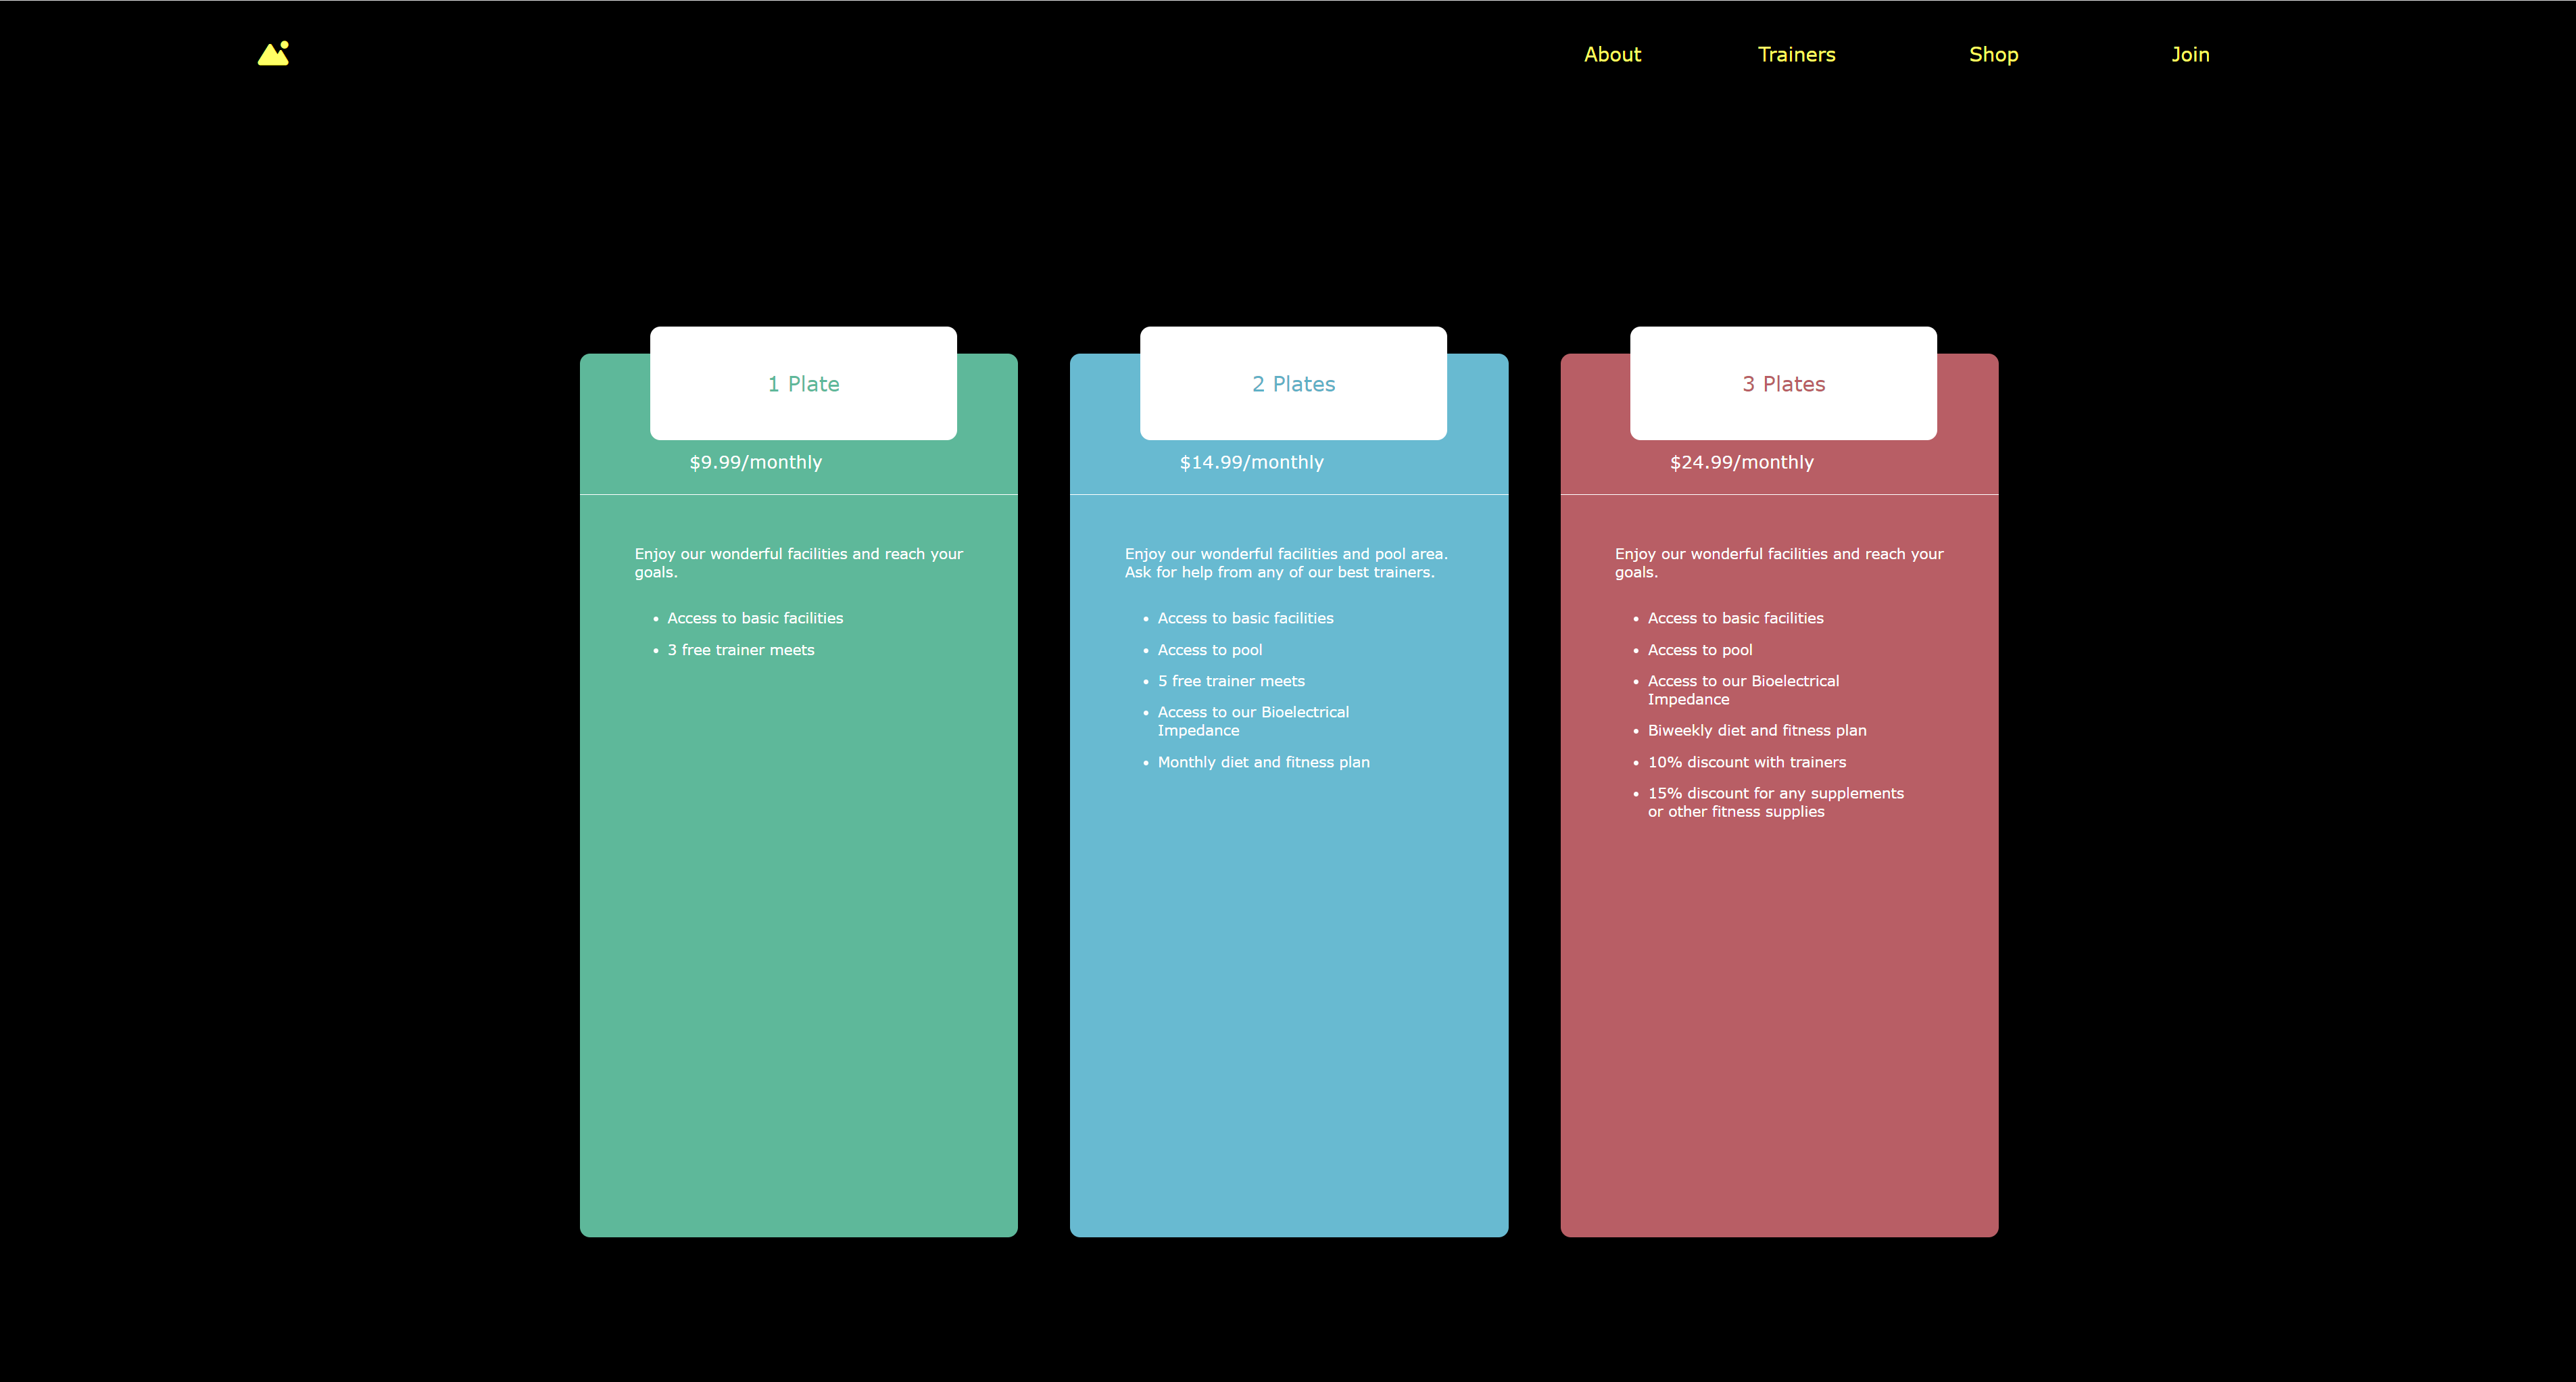 About Trainers Shop Join
1 Plate
$9.99/monthly
Enjoy our wonderful facilities and reach your
goals.
• Access to basic facilities
• 3 free trainer meets
2 Plates
$14.99/monthly
Enjoy our wonderful facilities and pool area.
Ask for help from any of our best trainers.
• Access to basic facilities
• Access to pool
• 5 free trainer meets
• Access to our Bioelectrical
Impedance
• Monthly diet and fitness plan
3 Plates
$24.99/monthly
Enjoy our wonderful facilities and reach your
goals.
• Access to basic facilities
• Access to pool
• Access to our Bioelectrical
Impedance
• Biweekly diet and fitness plan
• 10% discount with trainers
• 15% discount for any supplements
or other fitness supplies